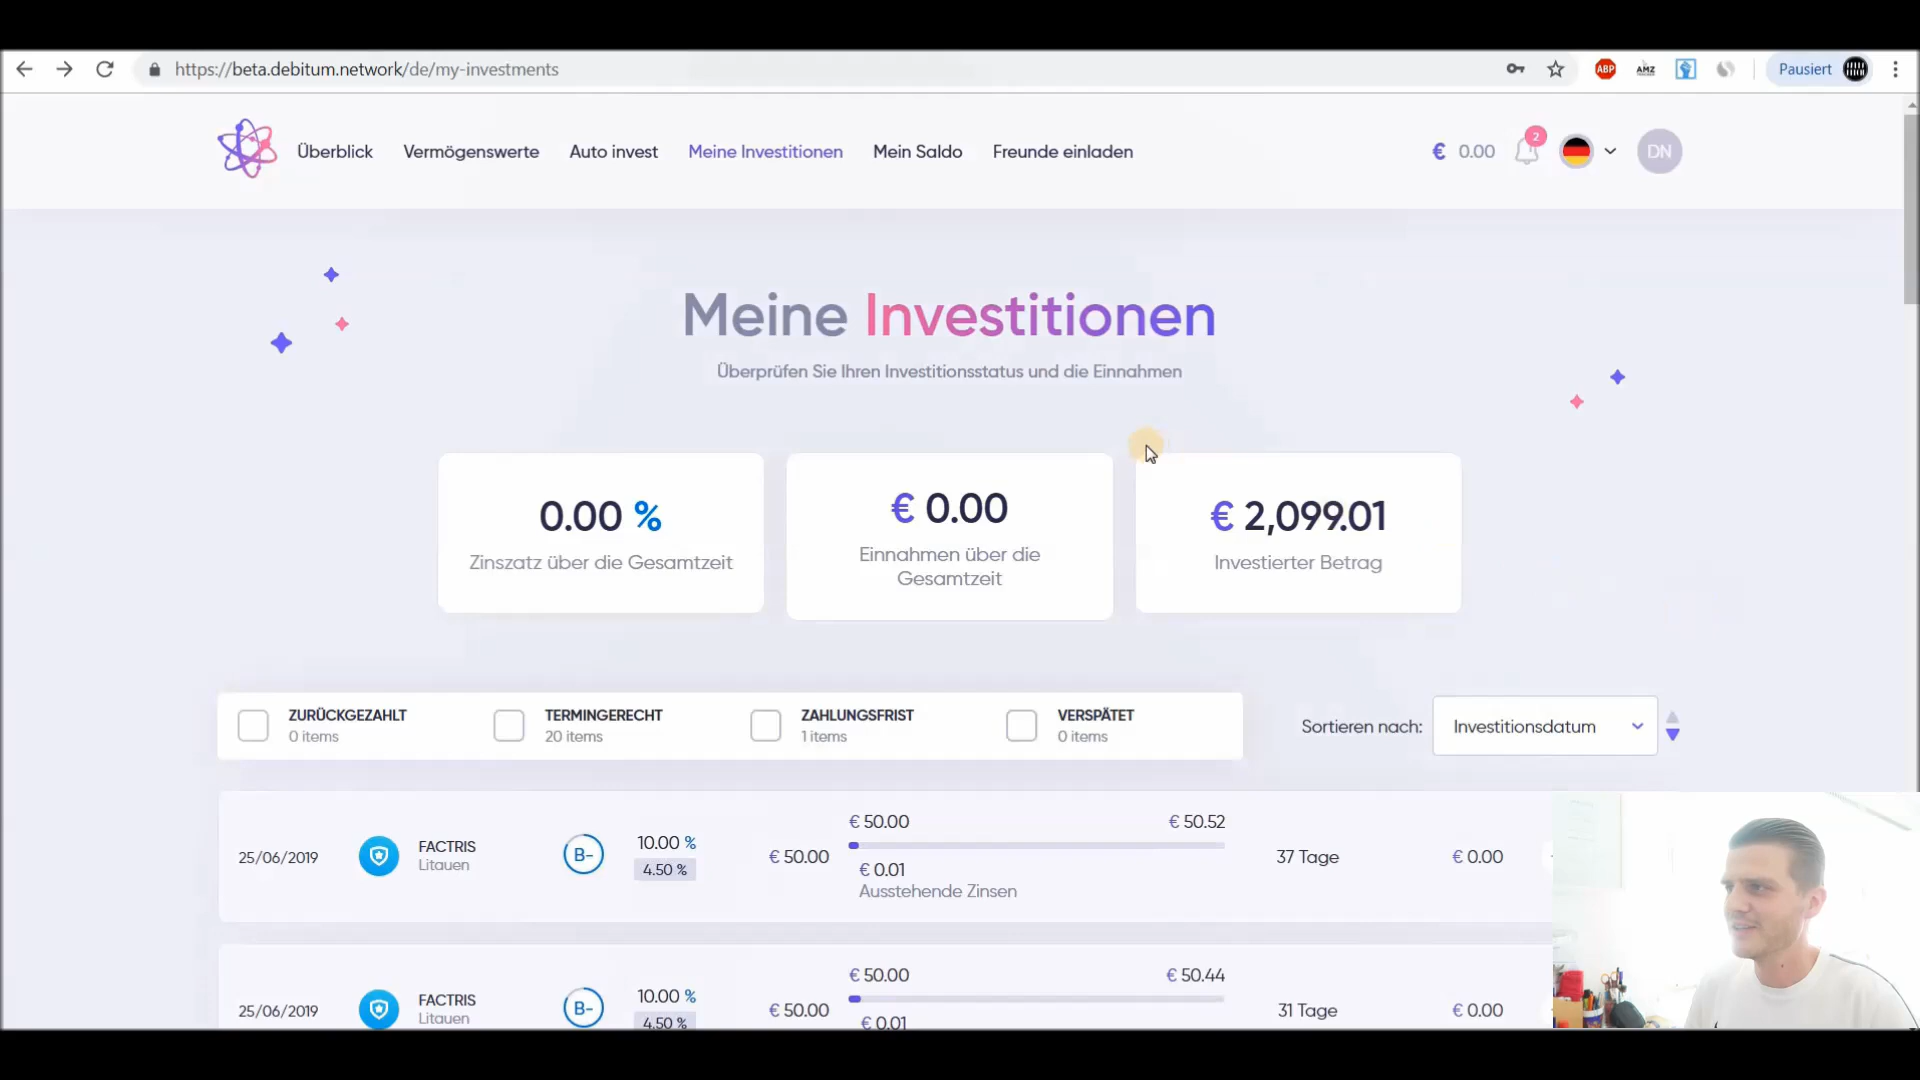 https://beta.debitum.network/de/my-investments
ABP
AMZ
Pausiert
Überblick
Vermögenswerte
Auto invest
Meine Investitionen
Mein Saldo
Freunde einladen
€ 0.00
2
DN
Meine Investitionen
Überprüfen Sie Ihren Investitionsstatus und die Einnahmen
0.00 %
Zinszatz über die Gesamtzeit
€ 0.00
Einnahmen über die
Gesamtzeit
€ 2,099.01
Investierter Betrag
ZURÜCKGEZAHLT
0 items
TERMINGERECHT
20 items
ZAHLUNGSFRIST
1 items
VERSPÄTET
0 items
Sortieren nach:
Investitionsdatum
25/06/2019
FACTRIS
Litauen
B-
10.00 %
4.50 %
€ 50.00
€ 50.00
€ 50.52
€ 0.01
Ausstehende Zinsen
37 Tage
€ 0.00
25/06/2019
FACTRIS
Litauen
B-
10.00 %
4.50 %
€ 50.00
€ 50.00
€ 50.44
€ 0.01
31 Tage
€ 0.00